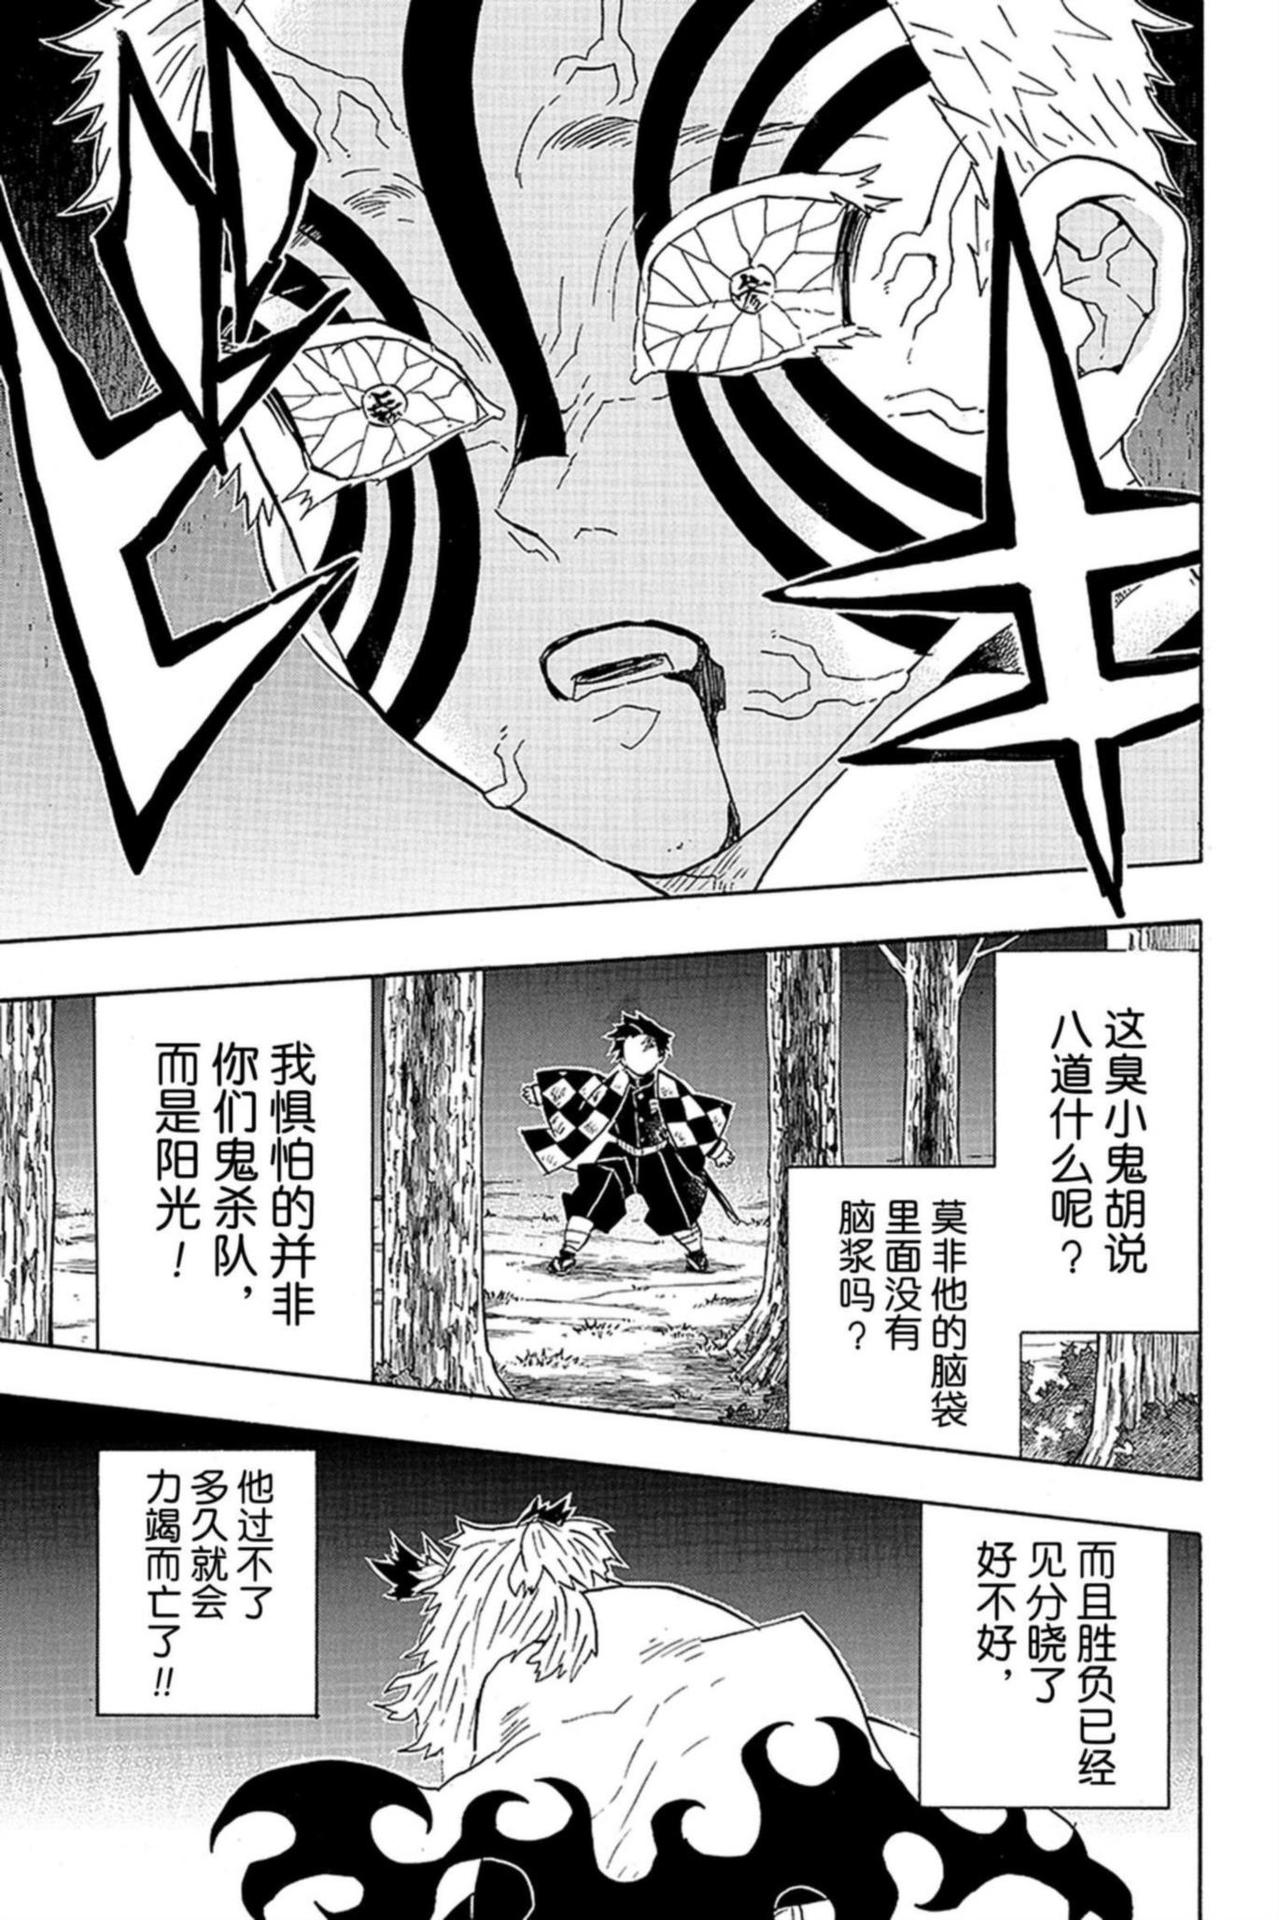 这臭小鬼胡说
八道什么呢？
莫非他的脑袋
里面没有
脑浆吗？
我惧怕的并非
你们鬼杀队，
而是阳光！
而且胜负已经
见分晓了
好不好，
他过不了
多久就会
力竭而亡了!!